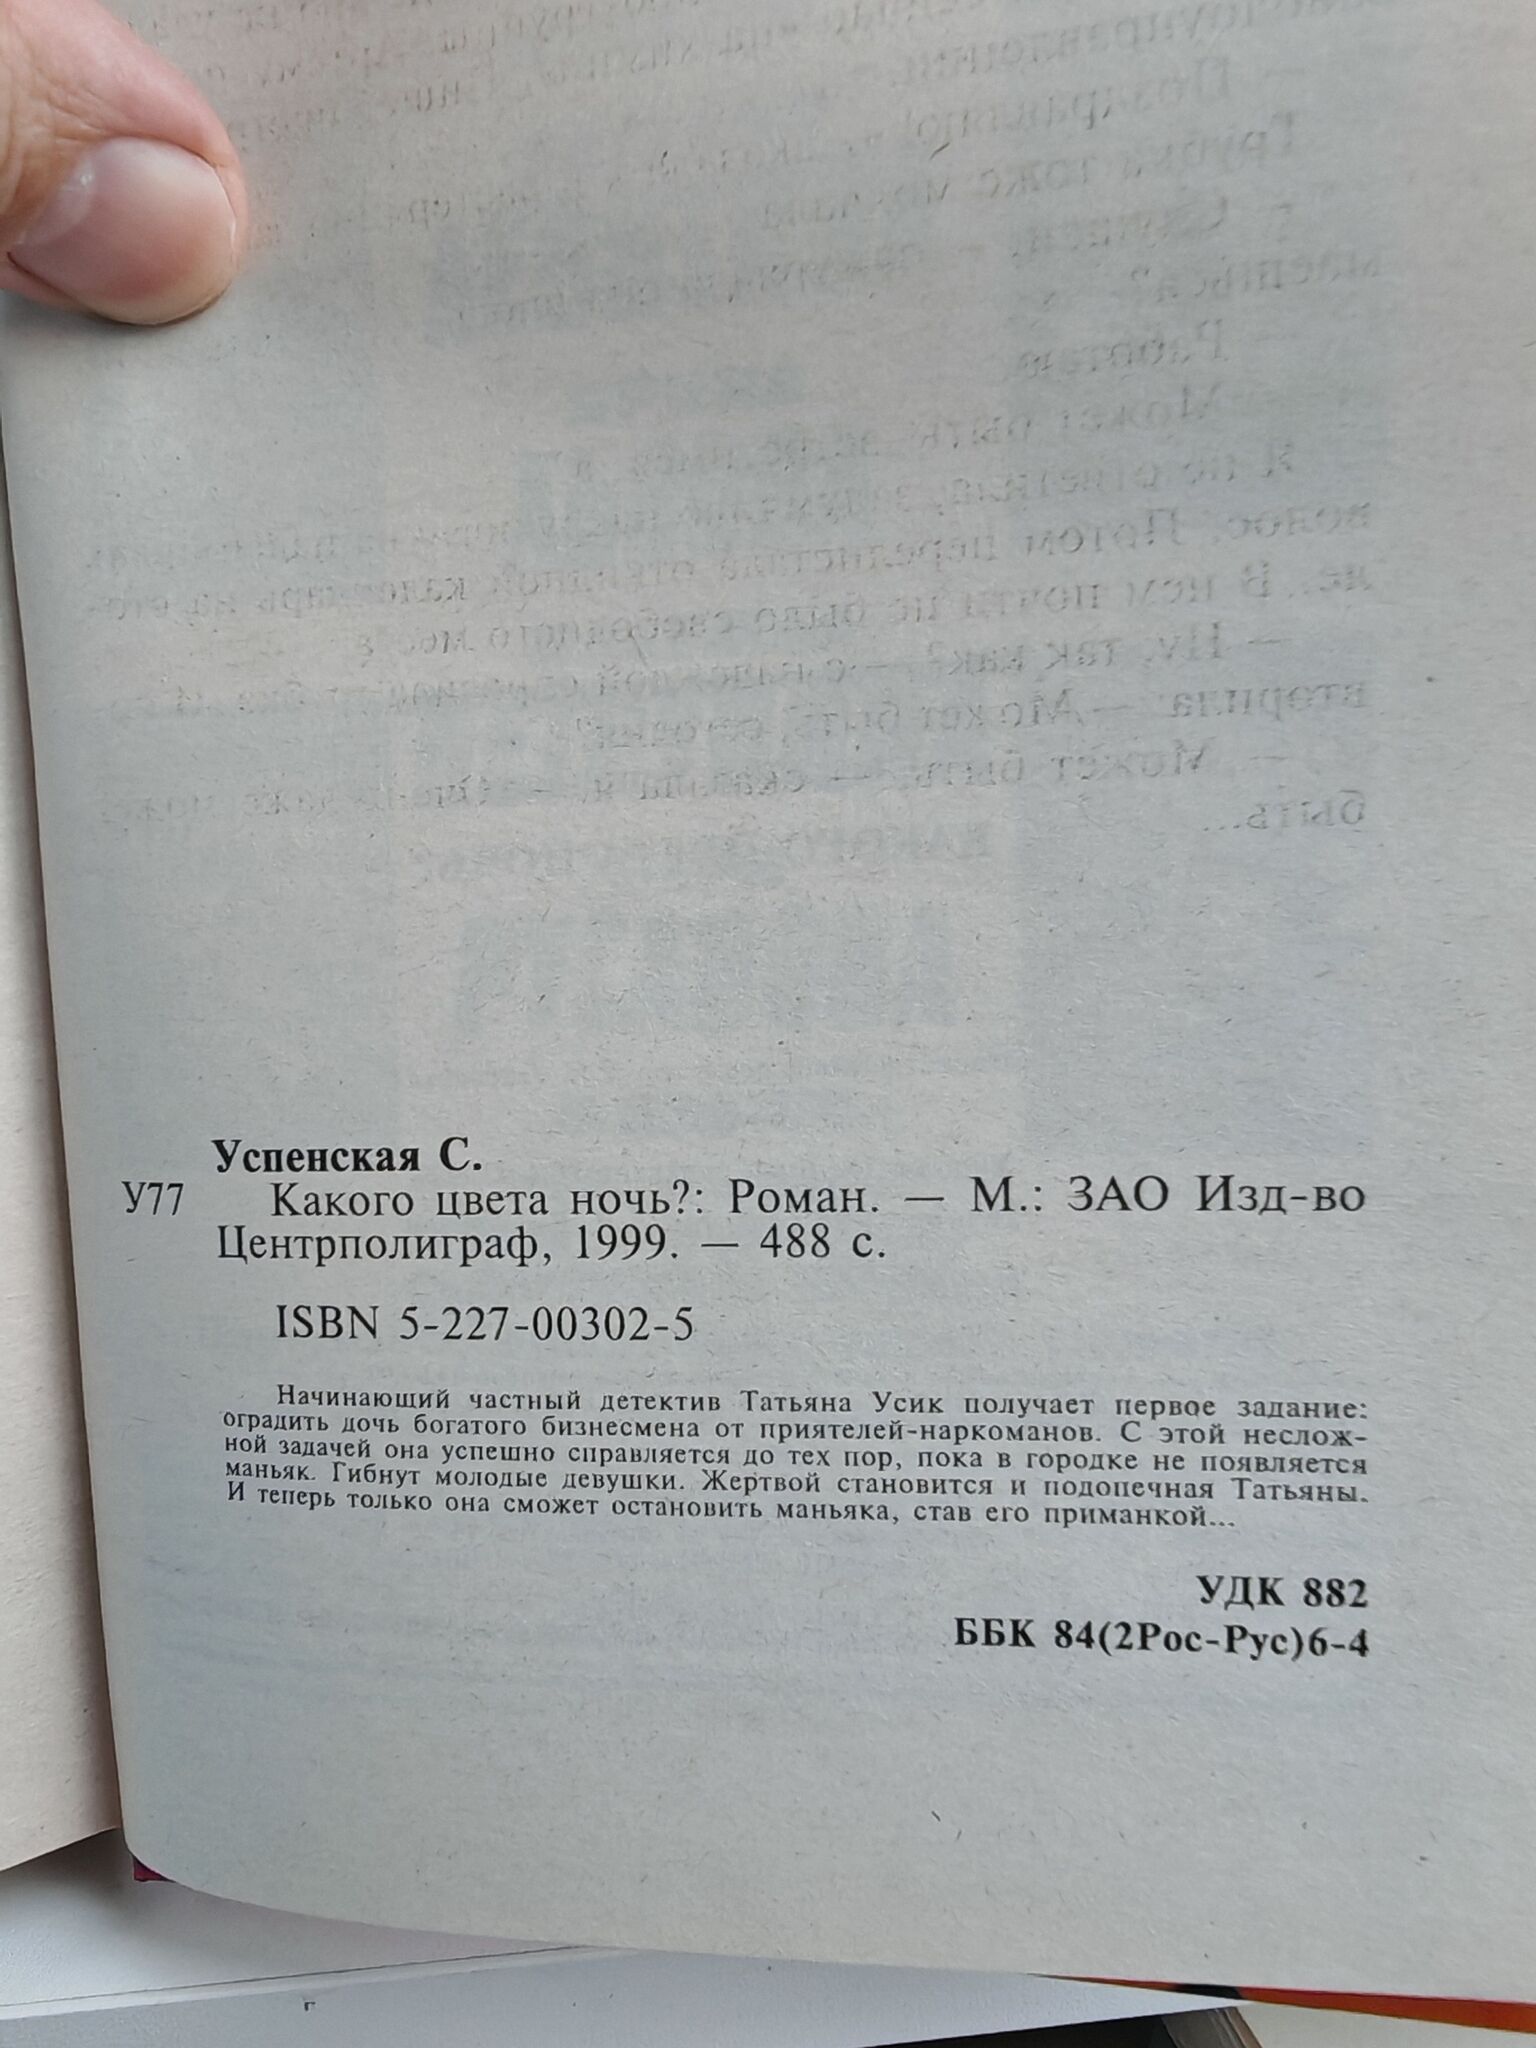 Успенская С.
У77 Какого цвета ночь?: Роман. — М.: ЗАО Изд-во
Центрполиграф, 1999. — 488 с.
ISBN 5-227-00302-5
Начинающий частный детектив Татьяна Усик получает первое задание:
оградить дочь богатого бизнесмена от приятелей-наркоманов. С этой неслож-
ной задачей она успешно справляется до тех пор, пока в городке не появляется
маньяк. Гибнут молодые девушки. Жертвой становится и подопечная Татьяны.
И теперь только она сможет остановить маньяка, став его приманкой...
УДК 882
ББК 84(2Рос-Рус)6-4